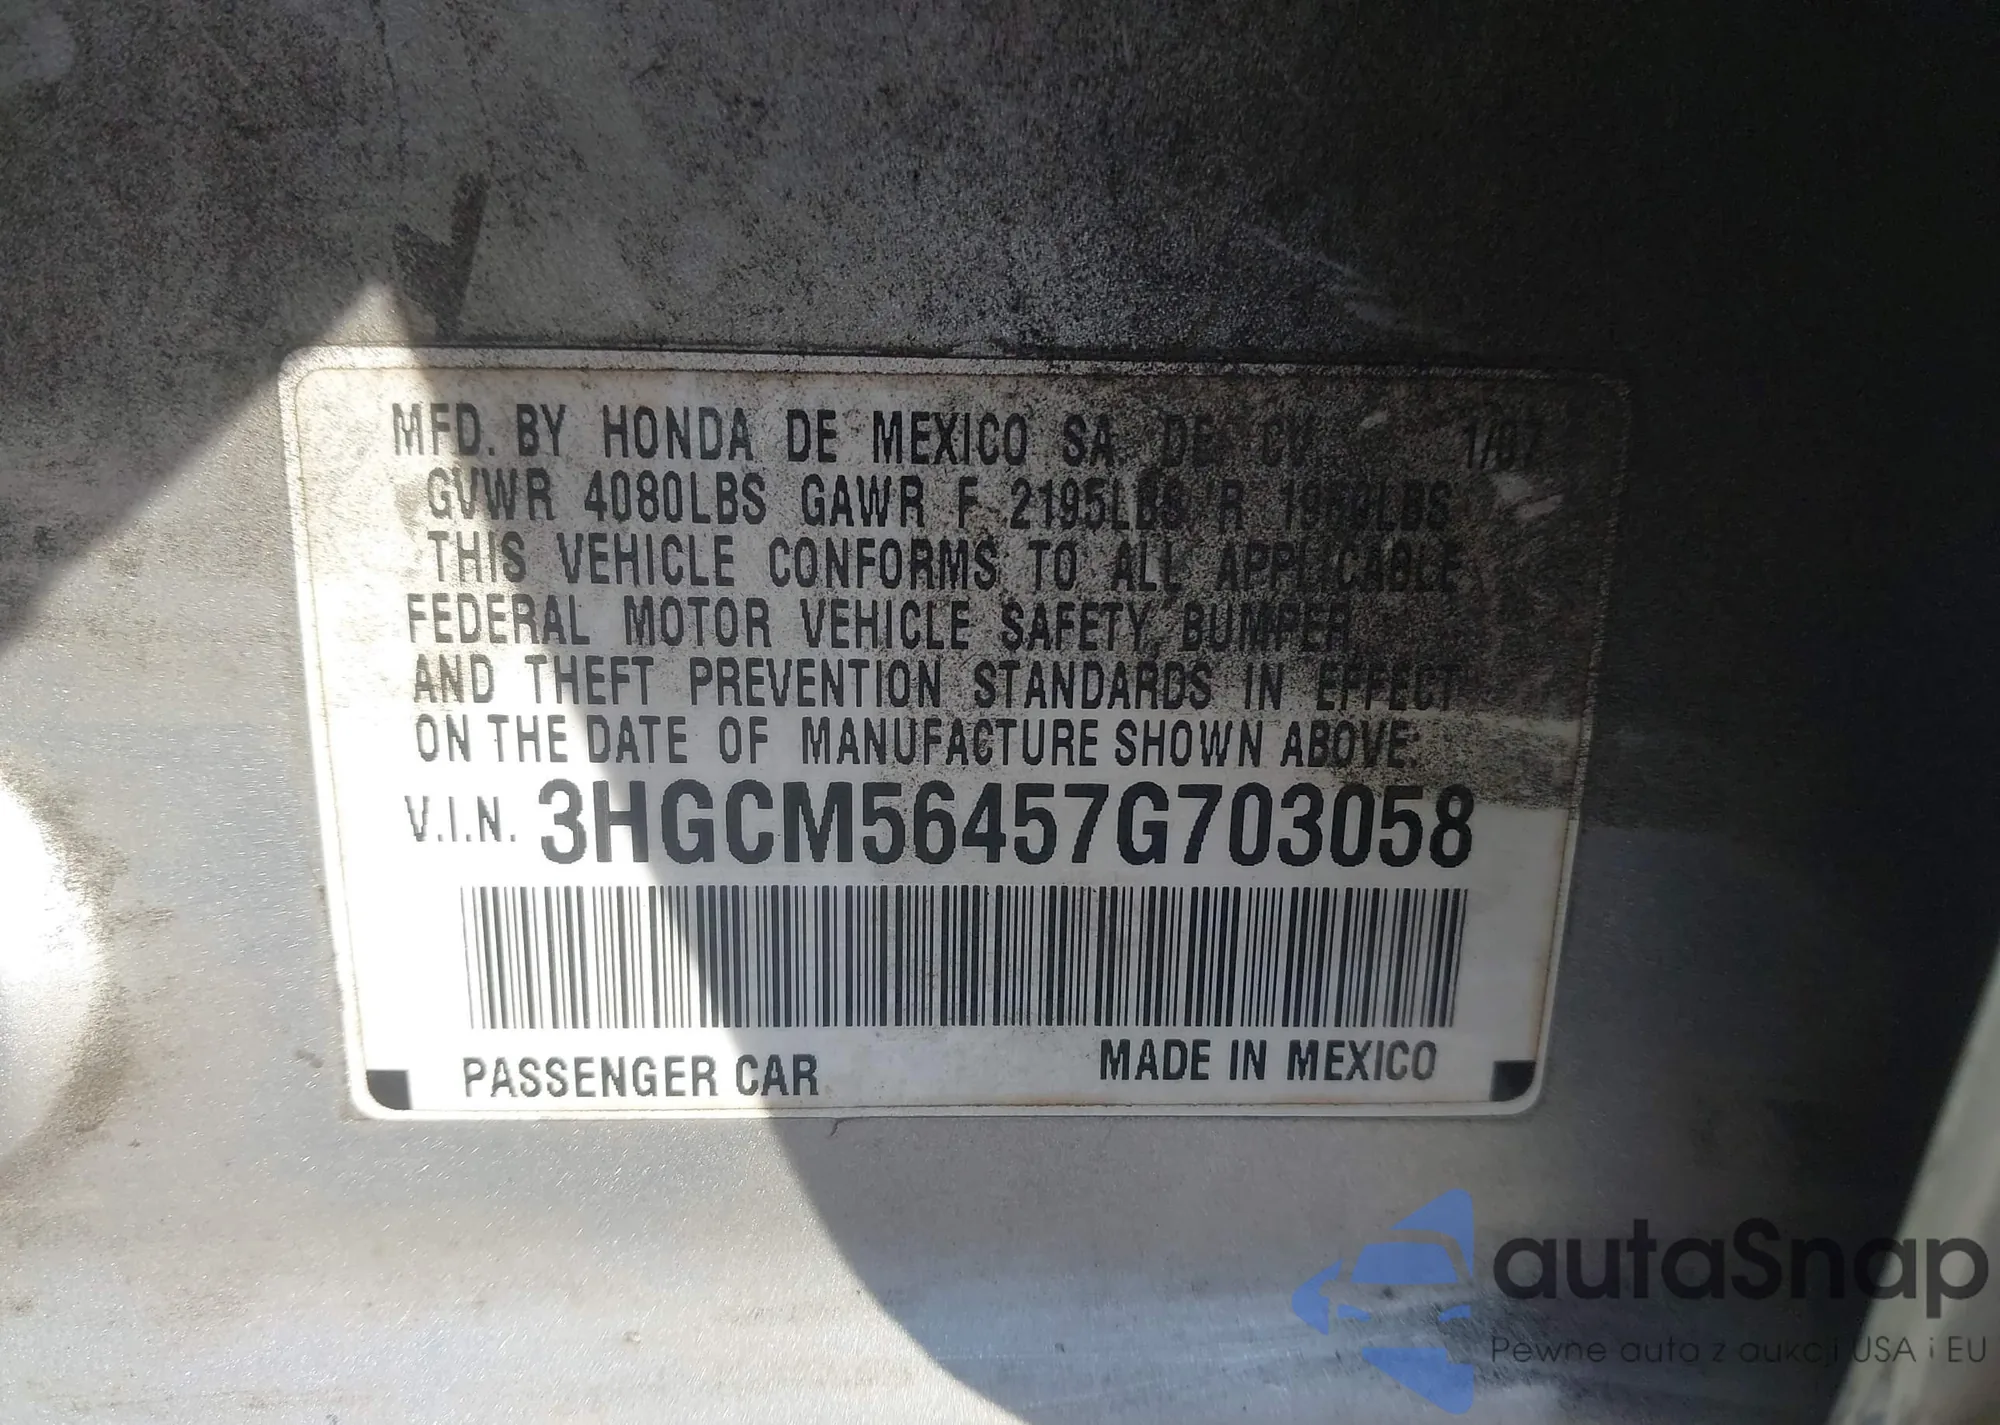 MFD. BY HONDA DE MEXICO SA. DE CV 1/07
GVWR 4080LBS GAWR F 2195LBS R 1980LBS
THIS VEHICLE CONFORMS TO ALL APPLICABLE
FEDERAL MOTOR VEHICLE SAFETY, BUMPER
AND THEFT PREVENTION STANDARDS IN EFFECT
ON THE DATE OF MANUFACTURE SHOWN ABOVE.
V.I.N. 3HGCM56457G703058
PASSENGER CAR MADE IN MEXICO
autaSnap
Pewne auta z aukcji USA i EU